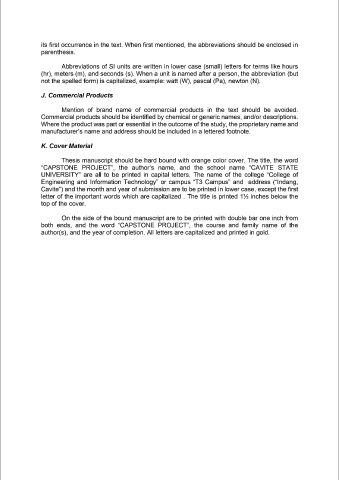 its first occurrence in the text. When first mentioned, the abbreviations should be enclosed in
parenthesis.
Abbreviations of SI units are written in lower case (small) letters for terms like hours
(hr), meters (m), and seconds (s). When a unit is named after a person, the abbreviation (but
not the spelled form) is capitalized, example: watt (W), pascal (Pa), newton (N).
J. Commercial Products
Mention of brand name of commercial products in the text should be avoided.
Commercial products should be identified by chemical or generic names, and/or descriptions.
Where the product was part or essential in the outcome of the study, the proprietary name and
manufacturer's name and address should be included in a lettered footnote.
K. Cover Material
Thesis manuscript should be hard bound with orange color cover. The title, the word
"CAPSTONE PROJECT", the author's name, and the school name "CAVITE STATE
UNIVERSITY" are all to be printed in capital letters. The name of the college "College of
Engineering and Information Technology" or campus "T3 Campus" and address ("Indang,
Cavite") and the month and year of submission are to be printed in lower case, except the first
letter of the important words which are capitalized . The title is printed 1½ inches below the
top of the cover.
On the side of the bound manuscript are to be printed with double bar one inch from
both ends, and the word "CAPSTONE PROJECT", the course and family name of the
author(s), and the year of completion. All letters are capitalized and printed in gold.